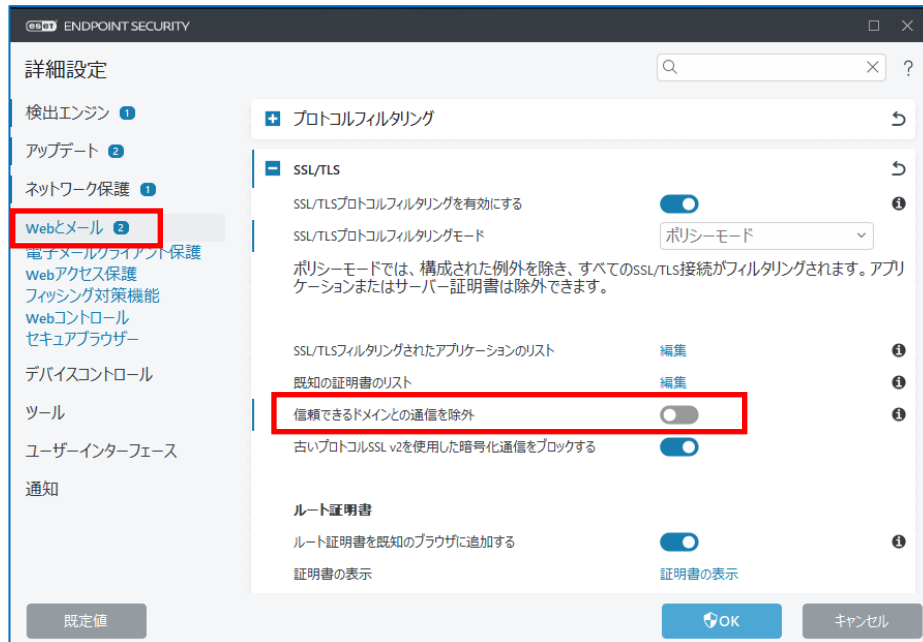 eset ENDPOINT SECURITY
詳細設定
?
検出エンジン 1
アップデート 2
ネットワーク保護 1
Webとメール 2
電子メールクライアント保護
Webアクセス保護
フィッシング対策機能
Webコントロール
セキュアブラウザー
デバイスコントロール
ツール
ユーザーインターフェース
通知
プロトコルフィルタリング
SSL/TLS
SSL/TLSプロトコルフィルタリングを有効にする
SSL/TLSプロトコルフィルタリングモード ポリシーモード
ポリシーモードでは、構成された例外を除き、すべてのSSL/TLS接続がフィルタリングされます。アプリ
ケーションまたはサーバー証明書は除外できます。
SSL/TLSフィルタリングされたアプリケーションのリスト 編集
既知の証明書のリスト 編集
信頼できるドメインとの通信を除外
古いプロトコルSSL v2を使用した暗号化通信をブロックする
ルート証明書
ルート証明書を既知のブラウザに追加する
証明書の表示 証明書の表示
既定値 OK キャンセル